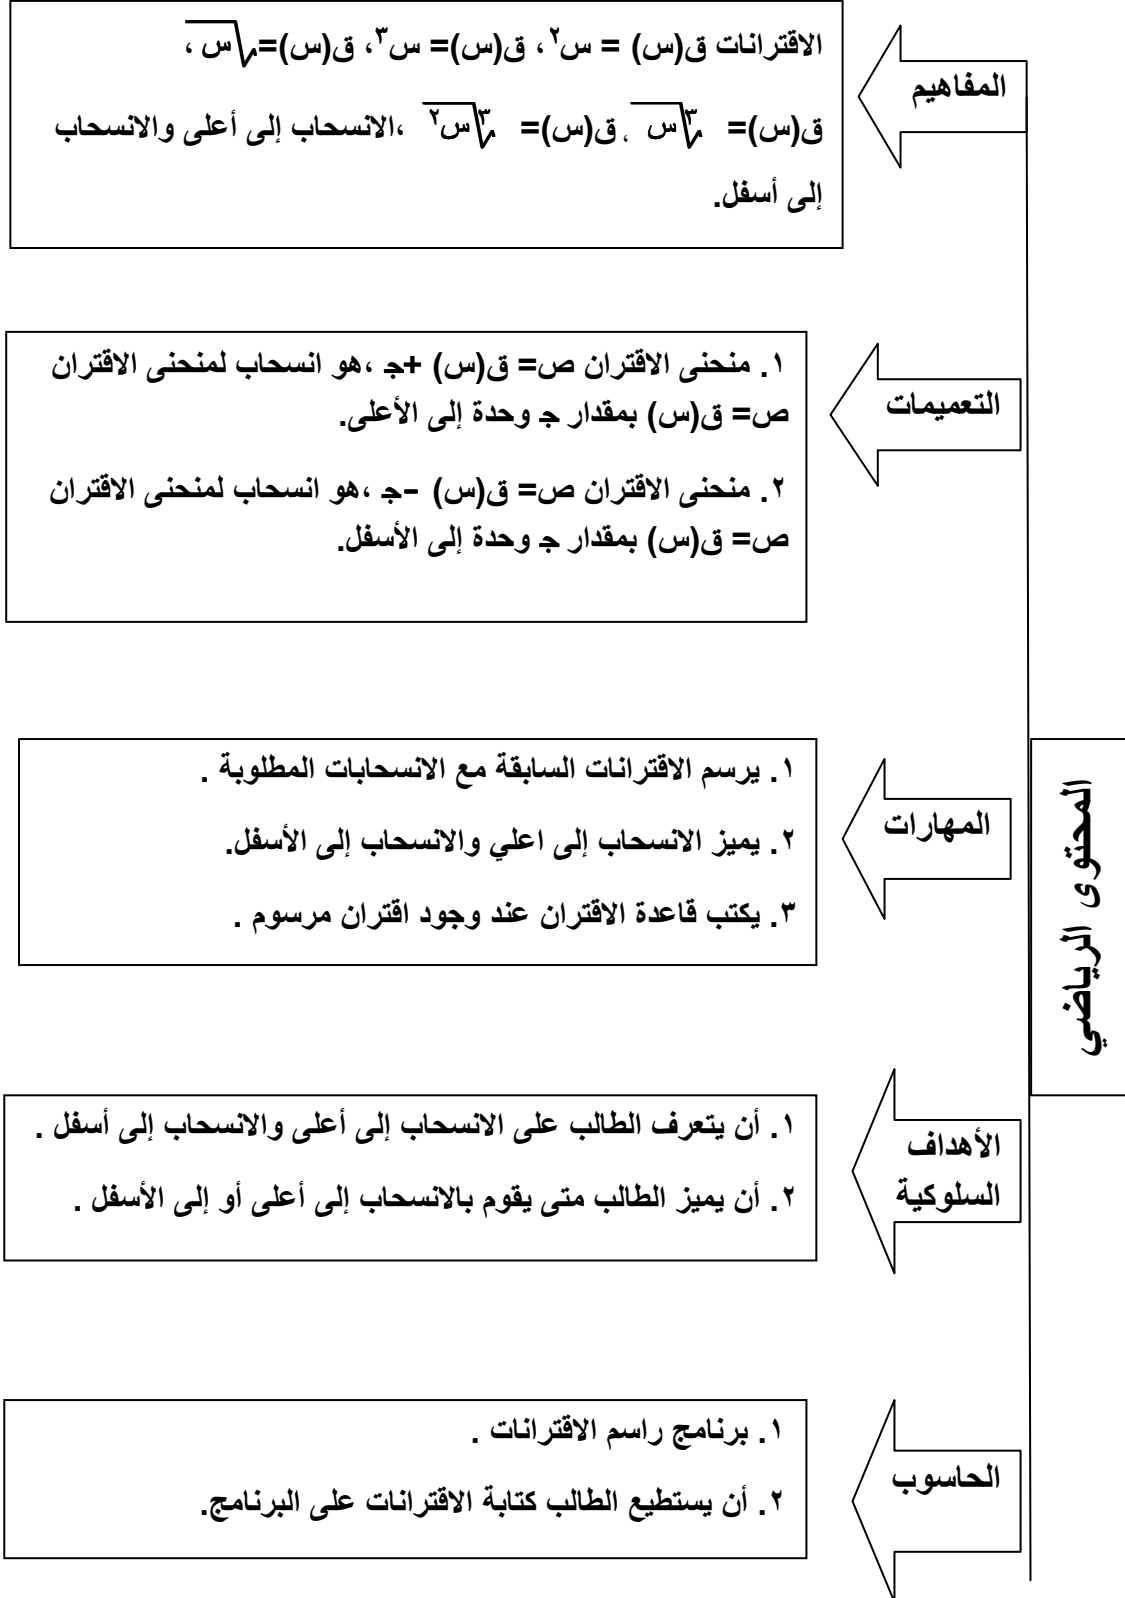 المحتوى الرياضي
المفاهيم
الاقترانات ق(س) = س٢ ، ق(س)= س٣، ق(س)=√س ،
ق(س)= ٣√س ، ق(س)= ٣√س٢ ،الانسحاب إلى أعلى والانسحاب
إلى أسفل.
التعميمات
١. منحنى الاقتران ص= ق(س) +ج ،هو انسحاب لمنحنى الاقتران
ص= ق(س) بمقدار ج وحدة إلى الأعلى.
٢. منحنى الاقتران ص= ق(س) -ج ،هو انسحاب لمنحنى الاقتران
ص= ق(س) بمقدار ج وحدة إلى الأسفل.
المهارات
١. يرسم الاقترانات السابقة مع الانسحابات المطلوبة .
٢. يميز الانسحاب إلى اعلي والانسحاب إلى الأسفل.
٣. يكتب قاعدة الاقتران عند وجود اقتران مرسوم .
الأهداف
السلوكية
١. أن يتعرف الطالب على الانسحاب إلى أعلى والانسحاب إلى أسفل .
٢. أن يميز الطالب متى يقوم بالانسحاب إلى أعلى أو إلى الأسفل .
الحاسوب
١. برنامج راسم الاقترانات .
٢. أن يستطيع الطالب كتابة الاقترانات على البرنامج.